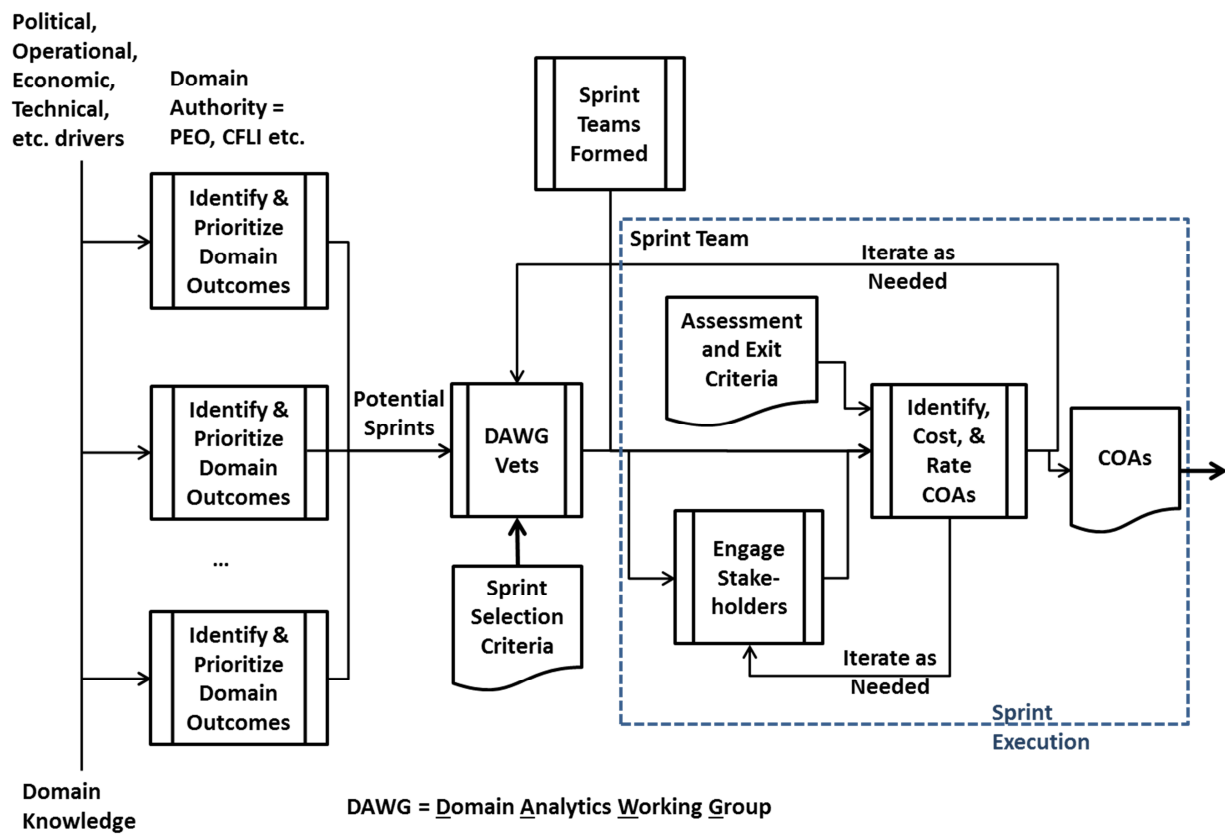 Political,
Operational,
Economic,
Technical,
etc. drivers
Domain
Authority =
PEO, CFLI etc.
Sprint
Teams
Formed
Identify &
Prioritize
Domain
Outcomes
Sprint Team
Iterate as
Needed
Assessment
and Exit
Criteria
Identify &
Prioritize
Domain
Outcomes
Potential
Sprints
DAWG
Vets
Identify,
Cost, &
Rate
COAs
COAs
...
Sprint
Selection
Criteria
Engage
Stake-
holders
Identify &
Prioritize
Domain
Outcomes
Iterate as
Needed
Sprint
Execution
Domain
Knowledge
DAWG = Domain Analytics Working Group